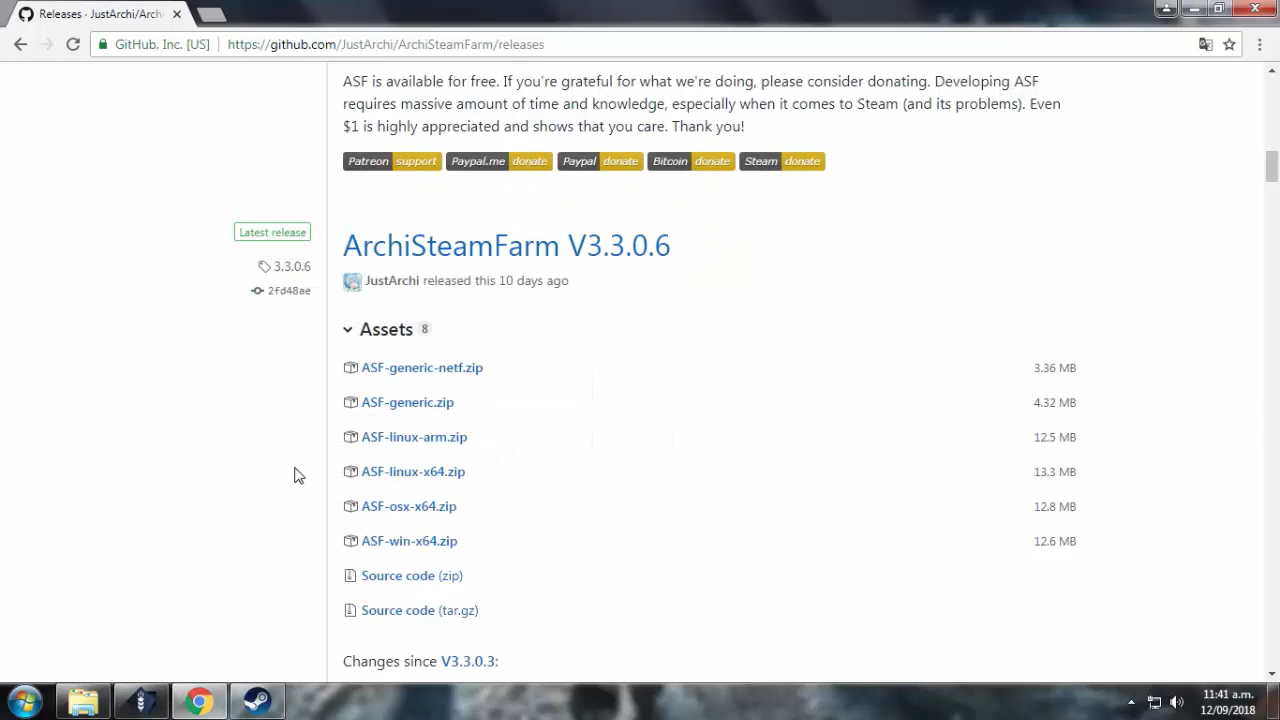 Releases · JustArchi/Archi
GitHub, Inc. [US]
https://github.com/JustArchi/ArchiSteamFarm/releases
ASF is available for free. If you're grateful for what we're doing, please consider donating. Developing ASF
requires massive amount of time and knowledge, especially when it comes to Steam (and its problems). Even
$1 is highly appreciated and shows that you care. Thank you!
Patreon support Paypal.me donate Paypal donate Bitcoin donate Steam donate
Latest release
3.3.0.6
2fd48ae
ArchiSteamFarm V3.3.0.6
JustArchi released this 10 days ago
Assets 8
ASF-generic-netf.zip 3.36 MB
ASF-generic.zip 4.32 MB
ASF-linux-arm.zip 12.5 MB
ASF-linux-x64.zip 13.3 MB
ASF-osx-x64.zip 12.8 MB
ASF-win-x64.zip 12.6 MB
Source code (zip)
Source code (tar.gz)
Changes since V3.3.0.3:
11:41 a.m.
12/09/2018